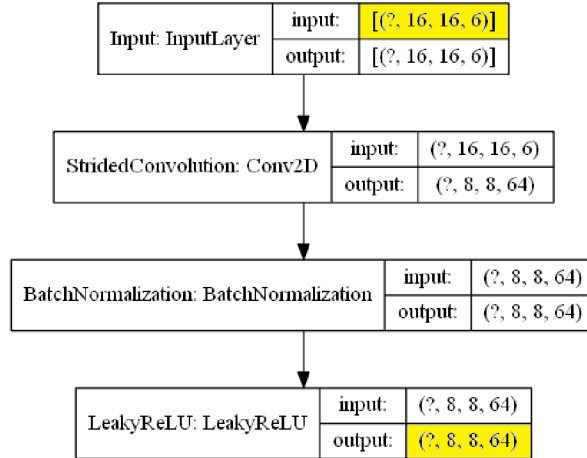 Input: InputLayer
input: [(?, 16, 16, 6)]
output: [(?, 16, 16, 6)]
StridedConvolution: Conv2D
input: (?, 16, 16, 6)
output: (?, 8, 8, 64)
BatchNormalization: BatchNormalization
input: (?, 8, 8, 64)
output: (?, 8, 8, 64)
LeakyReLU: LeakyReLU
input: (?, 8, 8, 64)
output: (?, 8, 8, 64)